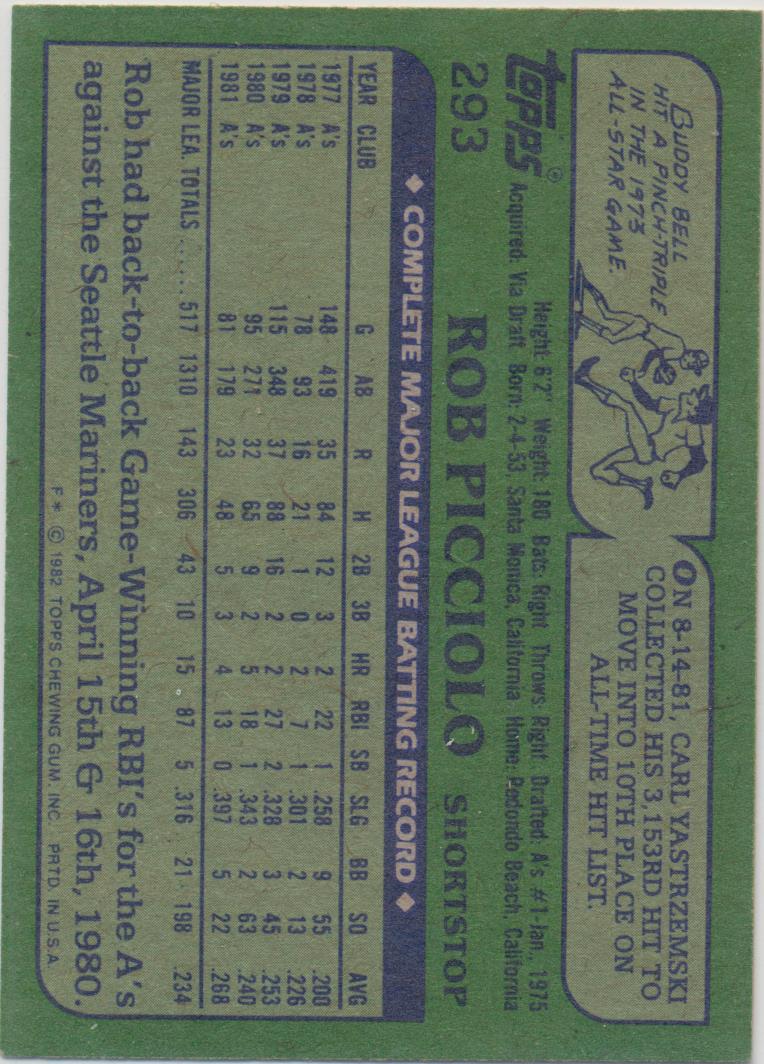 BUDDY BELL
HIT A PINCH-TRIPLE
IN THE 1973
ALL-STAR GAME.
ON 8-14-81, CARL YASTRZEMSKI
COLLECTED HIS 3,153RD HIT TO
MOVE INTO 10TH PLACE ON
ALL-TIME HIT LIST.
topps®
Height: 6'2" Weight: 180 Bats: Right Throws: Right Drafted: A's #1-Jan., 1975
Acquired: Via Draft Born: 2-4-53, Santa Monica, California Home: Redondo Beach, California
293 ROB PICCIOLO SHORTSTOP
◆ COMPLETE MAJOR LEAGUE BATTING RECORD ◆
YEAR CLUB G AB R H 2B 3B HR RBI SB SLG BB SO AVG
1977 A's 148 419 35 84 12 3 2 22 1 .258 9 55 .200
1978 A's 78 93 16 21 1 0 2 7 1 .301 2 13 .226
1979 A's 115 348 37 88 16 2 2 27 2 .328 3 45 .253
1980 A's 95 271 32 65 9 2 5 18 1 .343 2 63 .240
1981 A's 81 179 23 48 5 3 4 13 0 .397 5 22 .268
MAJOR LEA. TOTALS ...... 517 1310 143 306 43 10 15 87 5 .316 21 198 .234
Rob had back-to-back Game-Winning RBI's for the A's
against the Seattle Mariners, April 15th & 16th, 1980.
F* © 1982 TOPPS CHEWING GUM. INC. PRTD. IN U.S.A.